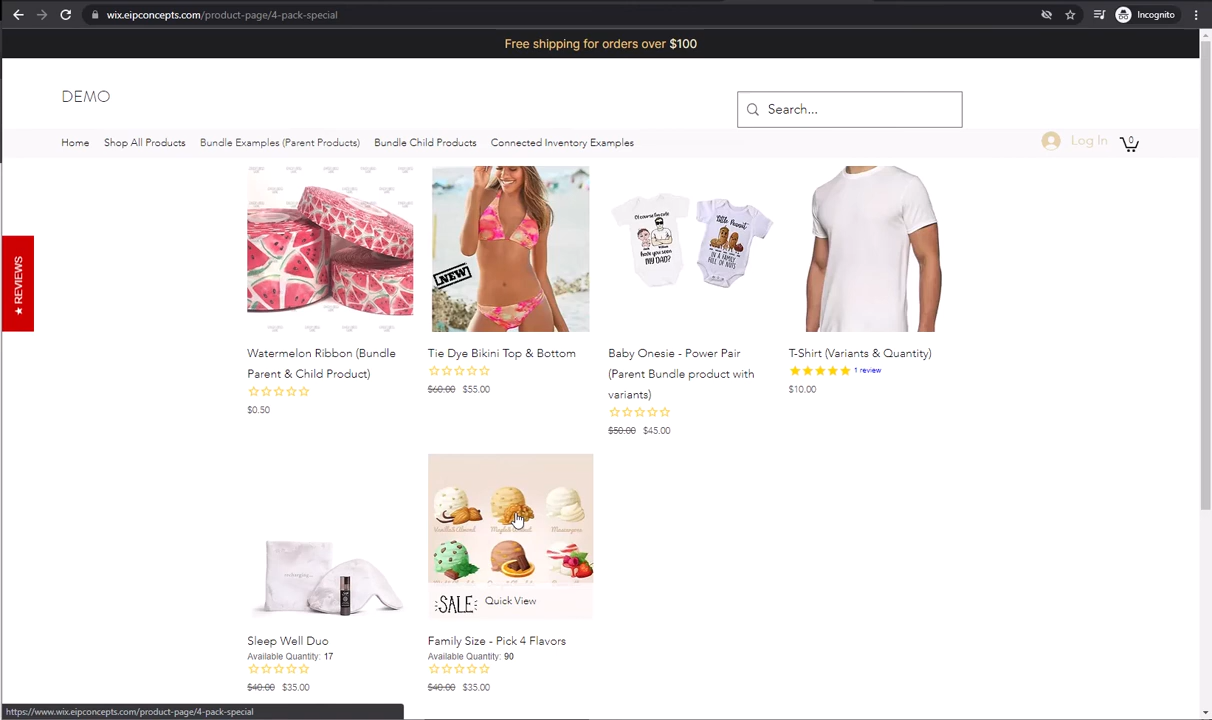 wix.eipconcepts.com/product-page/4-pack-special
Incognito
Free shipping for orders over $100
DEMO
Search...
Home
Shop All Products
Bundle Examples (Parent Products)
Bundle Child Products
Connected Inventory Examples
Log In
0
★ REVIEWS
NEW
Watermelon Ribbon (Bundle
Parent & Child Product)
$0.50
Tie Dye Bikini Top & Bottom
$60.00 $55.00
Baby Onesie - Power Pair
(Parent Bundle product with
variants)
$50.00 $45.00
T-Shirt (Variants & Quantity)
1 review
$10.00
SALE
Quick View
Sleep Well Duo
Available Quantity: 17
$40.00 $35.00
Family Size - Pick 4 Flavors
Available Quantity: 90
$40.00 $35.00
https://www.wix.eipconcepts.com/product-page/4-pack-special